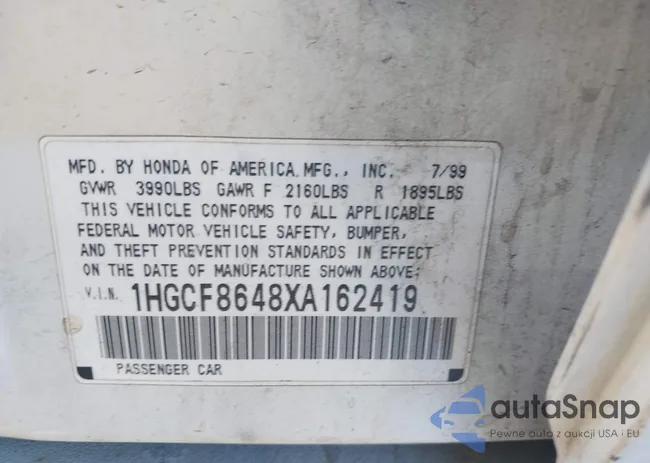 MFD. BY HONDA OF AMERICA MFG., INC. 7/99
GVWR 3990LBS GAWR F 2160LBS R 1895LBS
THIS VEHICLE CONFORMS TO ALL APPLICABLE
FEDERAL MOTOR VEHICLE SAFETY, BUMPER,
AND THEFT PREVENTION STANDARDS IN EFFECT
ON THE DATE OF MANUFACTURE SHOWN ABOVE:
V.I.N. 1HGCF8648XA162419
PASSENGER CAR
autaSnap
Pewne auto z aukcji USA i EU